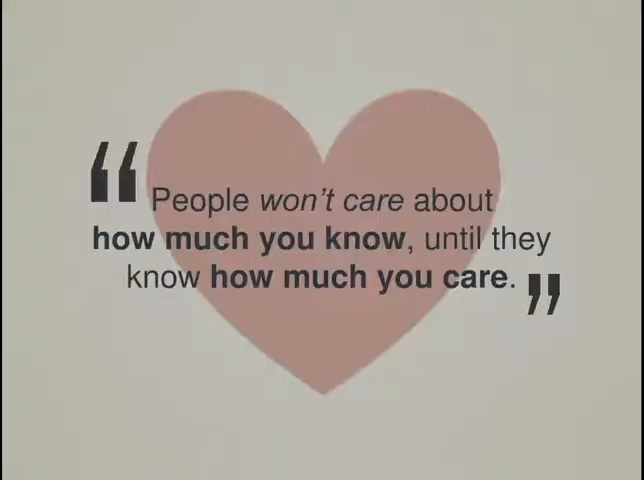 “People won’t care about
how much you know, until they
know how much you care.”